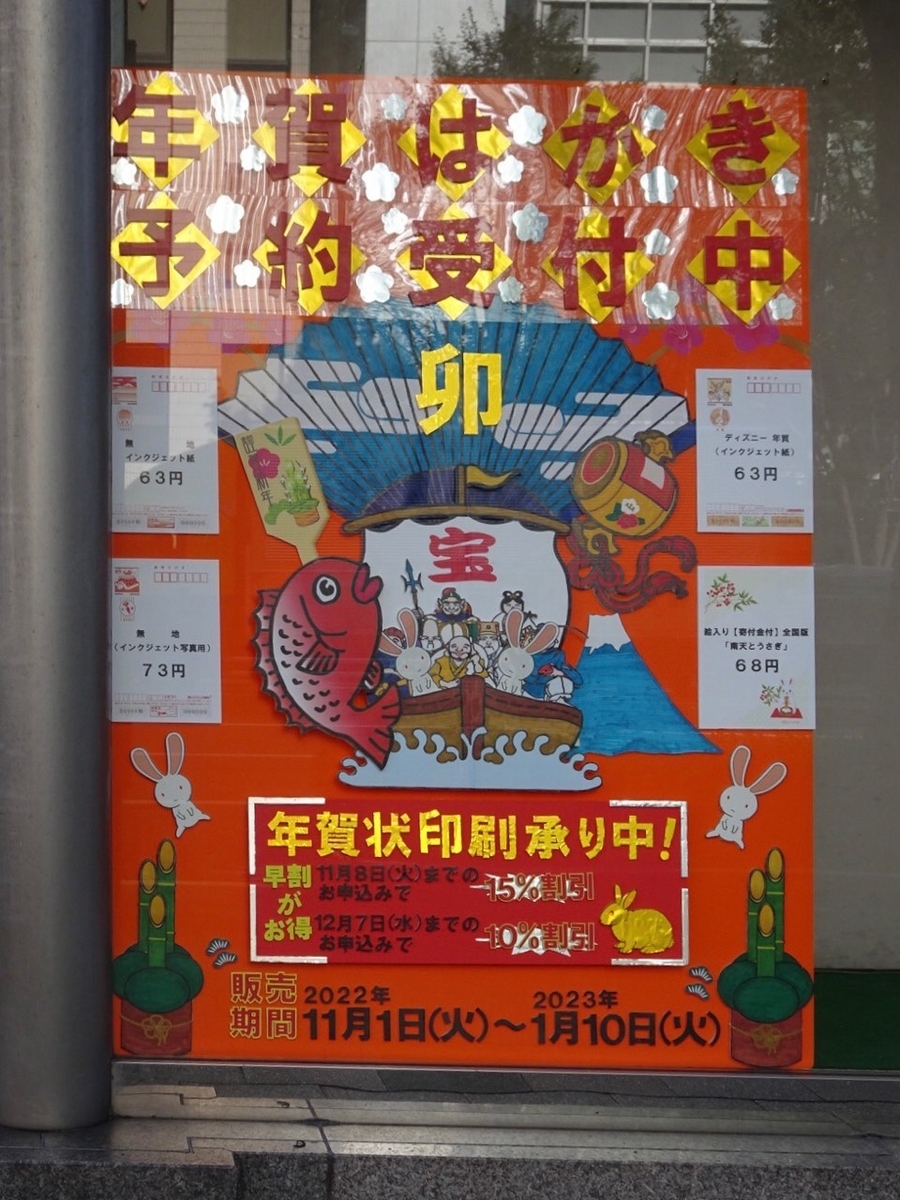 年賀はがき
予約受付中
卯
謹賀新年
宝
無 地
インクジェット紙
63円
ディズニー 年賀
(インクジェット紙)
63円
無 地
(インクジェット写真用)
73円
絵入り【寄付金付】全国版
「南天とうさぎ」
68円
年賀状印刷承り中!
早割がお得
11月8日(火)までの
お申込みで
15%割引
12月7日(水)までの
お申込みで
10%割引
販売期間
2022年
11月1日(火)～
2023年
1月10日(火)